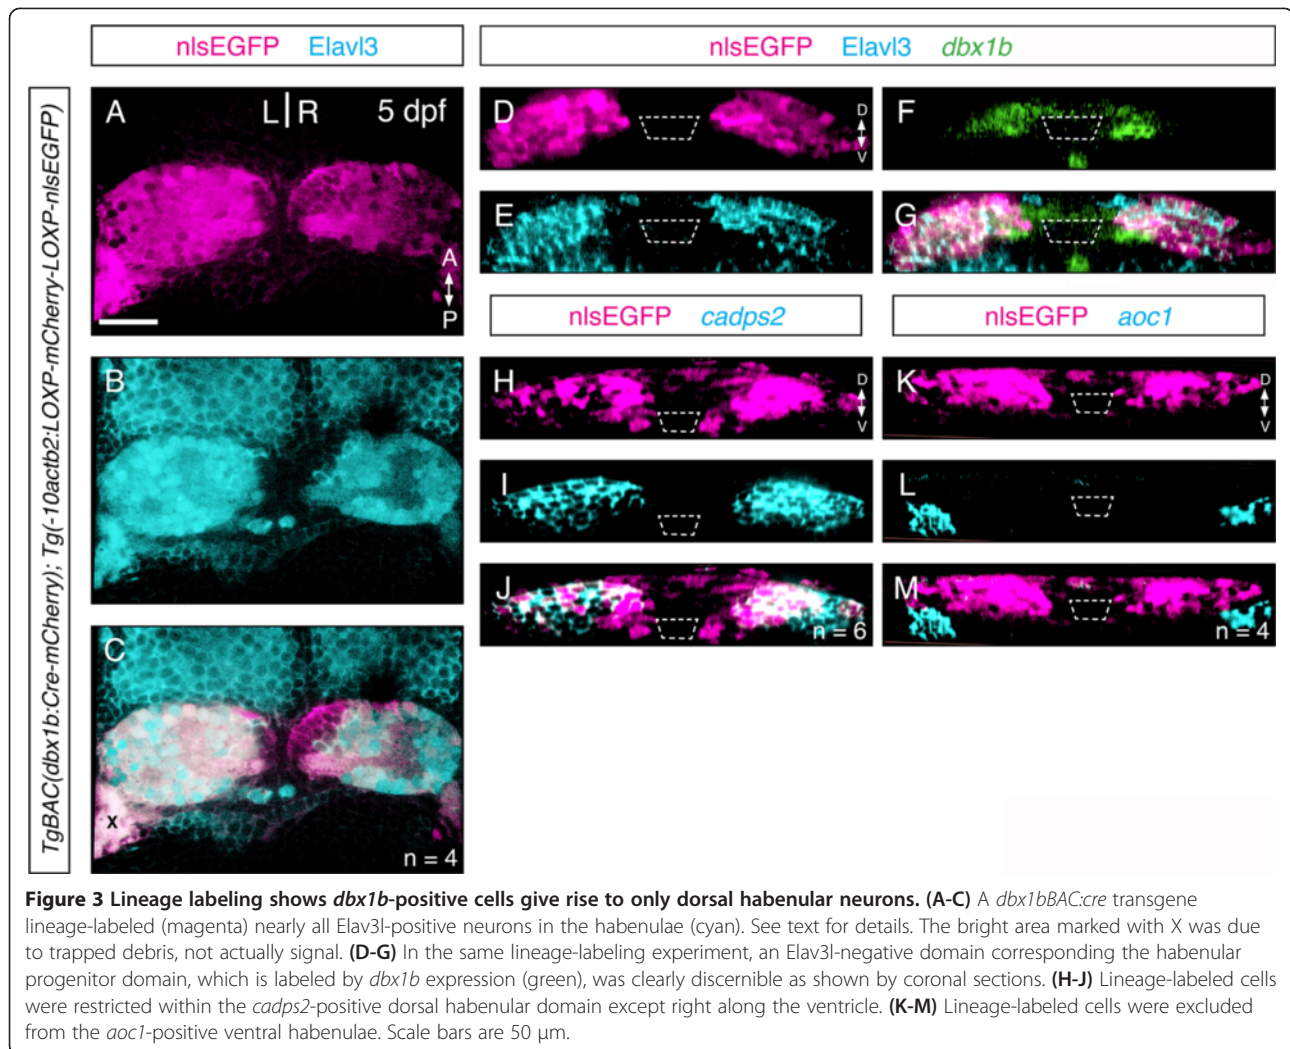 nlsEGFP Elavl3
nlsEGFP Elavl3 dbx1b
TgBAC(dbx1b:Cre-mCherry); Tg(-10actb2:LOXP-mCherry-LOXP-nlsEGFP)
A L R 5 dpf
A
P
B
C
X
n = 4
D D
V
F
E
G
nlsEGFP cadps2
nlsEGFP aoc1
H D
V
K D
V
I
L
J n = 6
M n = 4
Figure 3 Lineage labeling shows dbx1b-positive cells give rise to only dorsal habenular neurons. (A-C) A dbx1bBAC:cre transgene
lineage-labeled (magenta) nearly all Elav3l-positive neurons in the habenulae (cyan). See text for details. The bright area marked with X was due
to trapped debris, not actually signal. (D-G) In the same lineage-labeling experiment, an Elav3l-negative domain corresponding the habenular
progenitor domain, which is labeled by dbx1b expression (green), was clearly discernible as shown by coronal sections. (H-J) Lineage-labeled cells
were restricted within the cadps2-positive dorsal habenular domain except right along the ventricle. (K-M) Lineage-labeled cells were excluded
from the aoc1-positive ventral habenulae. Scale bars are 50 μm.